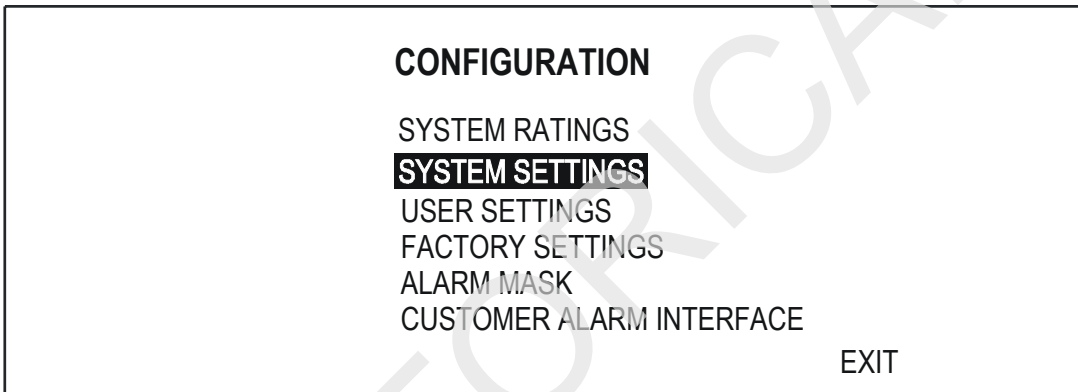 CONFIGURATION
SYSTEM RATINGS
SYSTEM SETTINGS
USER SETTINGS
FACTORY SETTINGS
ALARM MASK
CUSTOMER ALARM INTERFACE
EXIT